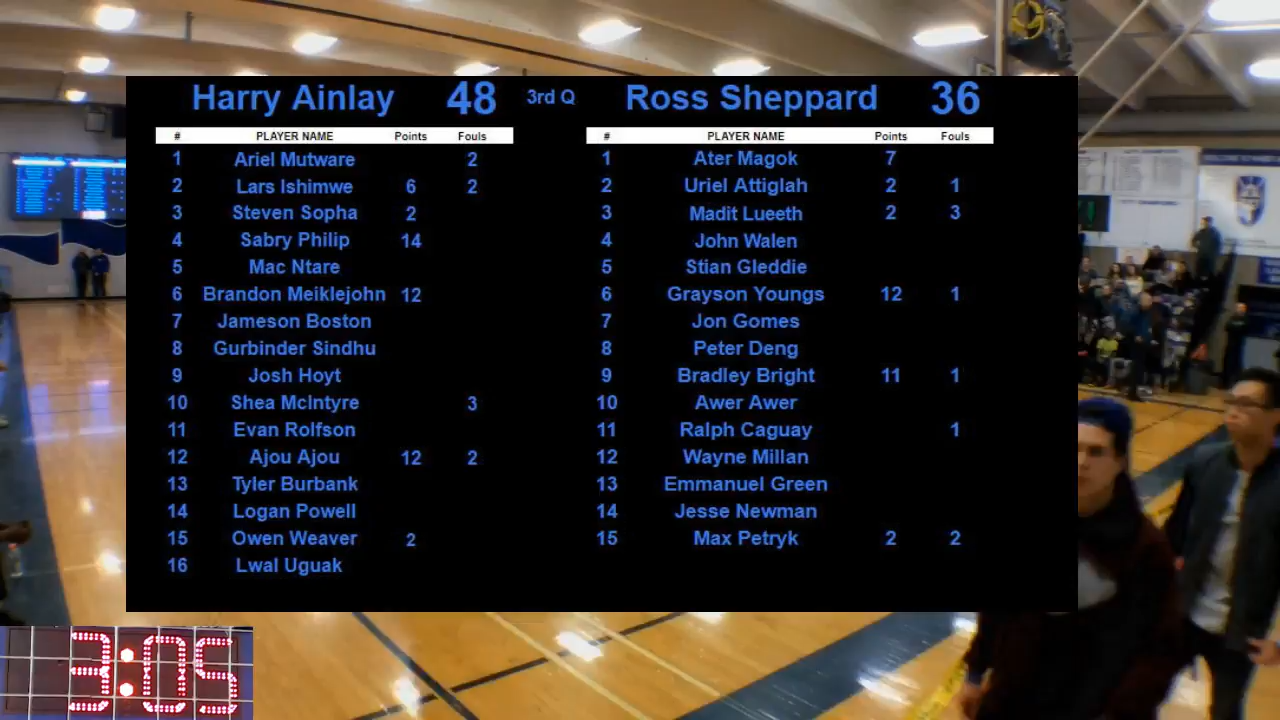 Harry Ainlay 48 3rd Q Ross Sheppard 36
# PLAYER NAME Points Fouls # PLAYER NAME Points Fouls
1 Ariel Mutware 2 1 Ater Magok 7
2 Lars Ishimwe 6 2 2 Uriel Attiglah 2 1
3 Steven Sopha 2 3 Madit Lueeth 2 3
4 Sabry Philip 14 4 John Walen
5 Mac Ntare 5 Stian Gleddie
6 Brandon Meiklejohn 12 6 Grayson Youngs 12 1
7 Jameson Boston 7 Jon Gomes
8 Gurbinder Sindhu 8 Peter Deng
9 Josh Hoyt 9 Bradley Bright 11 1
10 Shea McIntyre 3 10 Awer Awer
11 Evan Rolfson 11 Ralph Caguay 1
12 Ajou Ajou 12 2 12 Wayne Millan
13 Tyler Burbank 13 Emmanuel Green
14 Logan Powell 14 Jesse Newman
15 Owen Weaver 2 15 Max Petryk 2 2
16 Lwal Uguak
3:05